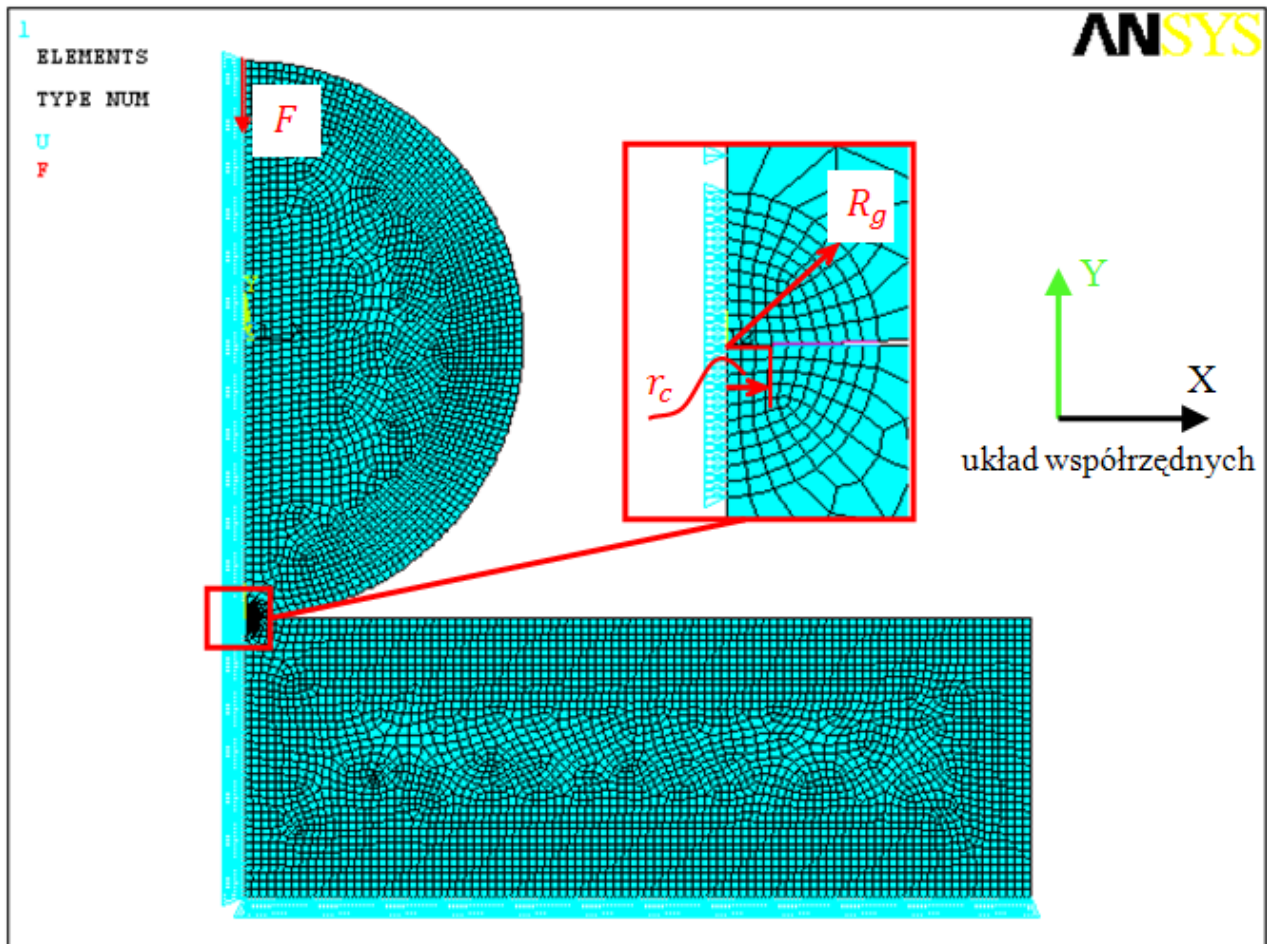 1
ELEMENTS
TYPE NUM
U
F
ANSYS
F
R_g
r_c
Y
X
układ współrzędnych